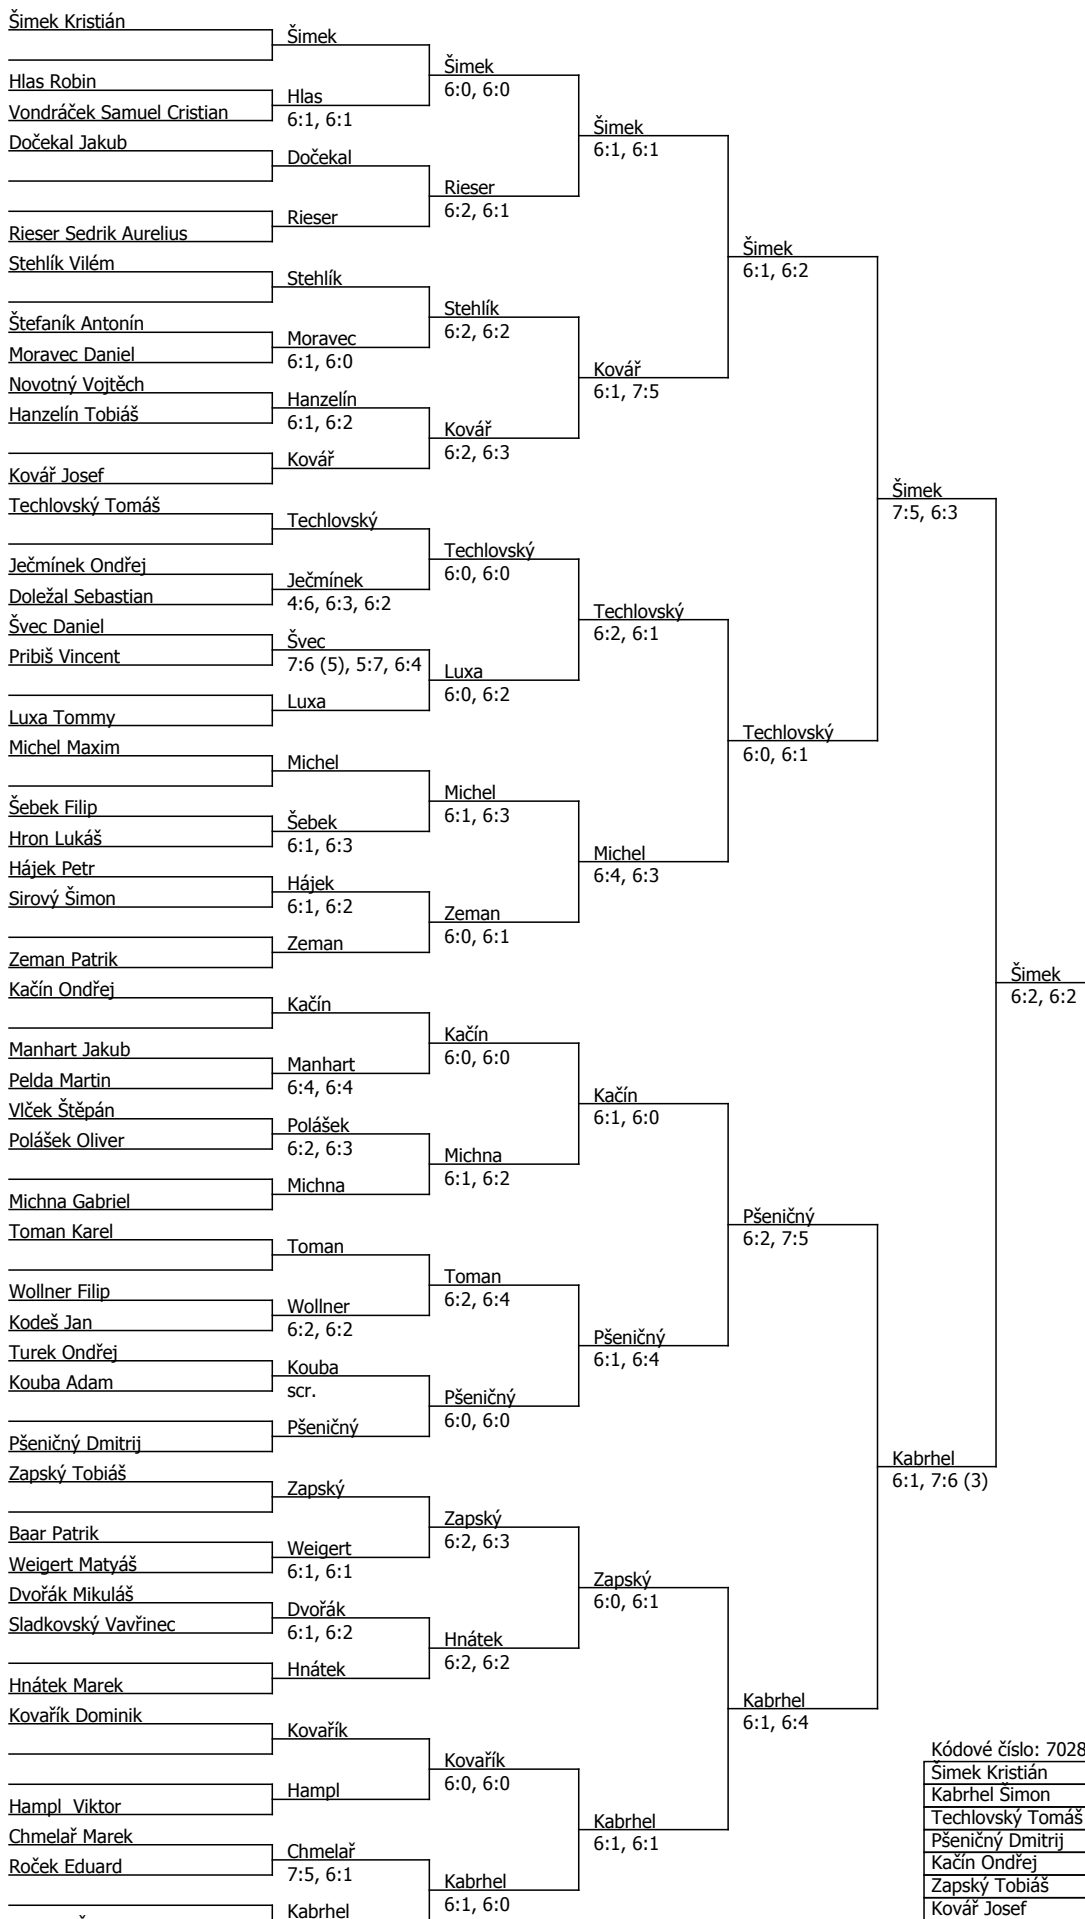 Šimek Kristián
Hlas Robin
Vondráček Samuel Cristian
Dočekal Jakub
Rieser Sedrik Aurelius
Stehlík Vilém
Štefaník Antonín
Moravec Daniel
Novotný Vojtěch
Hanzelín Tobiáš
Kovář Josef
Techlovský Tomáš
Ječmínek Ondřej
Doležal Sebastian
Švec Daniel
Pribiš Vincent
Luxa Tommy
Michel Maxim
Šebek Filip
Hron Lukáš
Hájek Petr
Sirový Šimon
Zeman Patrik
Kačín Ondřej
Manhart Jakub
Pelda Martin
Vlček Štěpán
Polášek Oliver
Michna Gabriel
Toman Karel
Wollner Filip
Kodeš Jan
Turek Ondřej
Kouba Adam
Pšeničný Dmitrij
Zapský Tobiáš
Baar Patrik
Weigert Matyáš
Dvořák Mikuláš
Sladkovský Vavřinec
Hnátek Marek
Kovařík Dominik
Hampl Viktor
Chmelař Marek
Roček Eduard
Šimek
Hlas
6:1, 6:1
Dočekal
Rieser
Stehlík
Moravec
6:1, 6:0
Hanzelín
6:1, 6:2
Kovář
Techlovský
Ječmínek
4:6, 6:3, 6:2
Švec
7:6 (5), 5:7, 6:4
Luxa
Michel
Šebek
6:1, 6:3
Hájek
6:1, 6:2
Zeman
Kačín
Manhart
6:4, 6:4
Polášek
6:2, 6:3
Michna
Toman
Wollner
6:2, 6:2
Kouba
scr.
Pšeničný
Zapský
Weigert
6:1, 6:1
Dvořák
6:1, 6:2
Hnátek
Kovařík
Hampl
Chmelař
7:5, 6:1
Kabrhel
Šimek
6:0, 6:0
Rieser
6:2, 6:1
Stehlík
6:2, 6:2
Kovář
6:2, 6:3
Techlovský
6:0, 6:0
Luxa
6:0, 6:2
Michel
6:1, 6:3
Zeman
6:0, 6:1
Kačín
6:0, 6:0
Michna
6:1, 6:2
Toman
6:2, 6:4
Pšeničný
6:0, 6:0
Zapský
6:2, 6:3
Hnátek
6:2, 6:2
Kovařík
6:0, 6:0
Kabrhel
6:1, 6:0
Šimek
6:1, 6:1
Kovář
6:1, 7:5
Techlovský
6:2, 6:1
Michel
6:4, 6:3
Kačín
6:1, 6:0
Pšeničný
6:1, 6:4
Zapský
6:0, 6:1
Kabrhel
6:1, 6:1
Šimek
6:1, 6:2
Techlovský
6:0, 6:1
Pšeničný
6:2, 7:5
Kabrhel
6:1, 6:4
Šimek
7:5, 6:3
Kabrhel
6:1, 7:6 (3)
Šimek
6:2, 6:2
Kódové číslo: 7028
Šimek Kristián
Kabrhel Šimon
Techlovský Tomáš
Pšeničný Dmitrij
Kačín Ondřej
Zapský Tobiáš
Kovář Josef